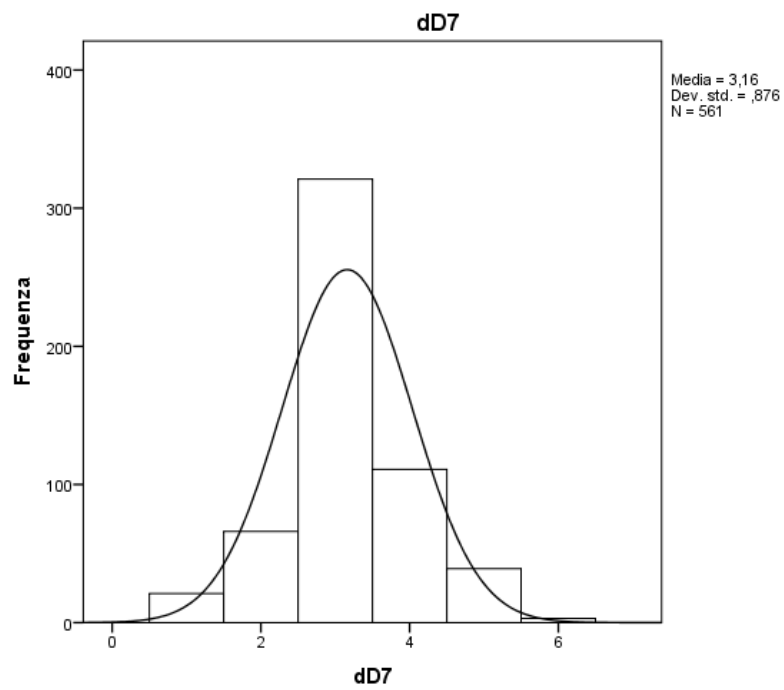 dD7
Media = 3,16
Dev. std. = ,876
N = 561
400
300
200
100
0
Frequenza
0 2 4 6
dD7